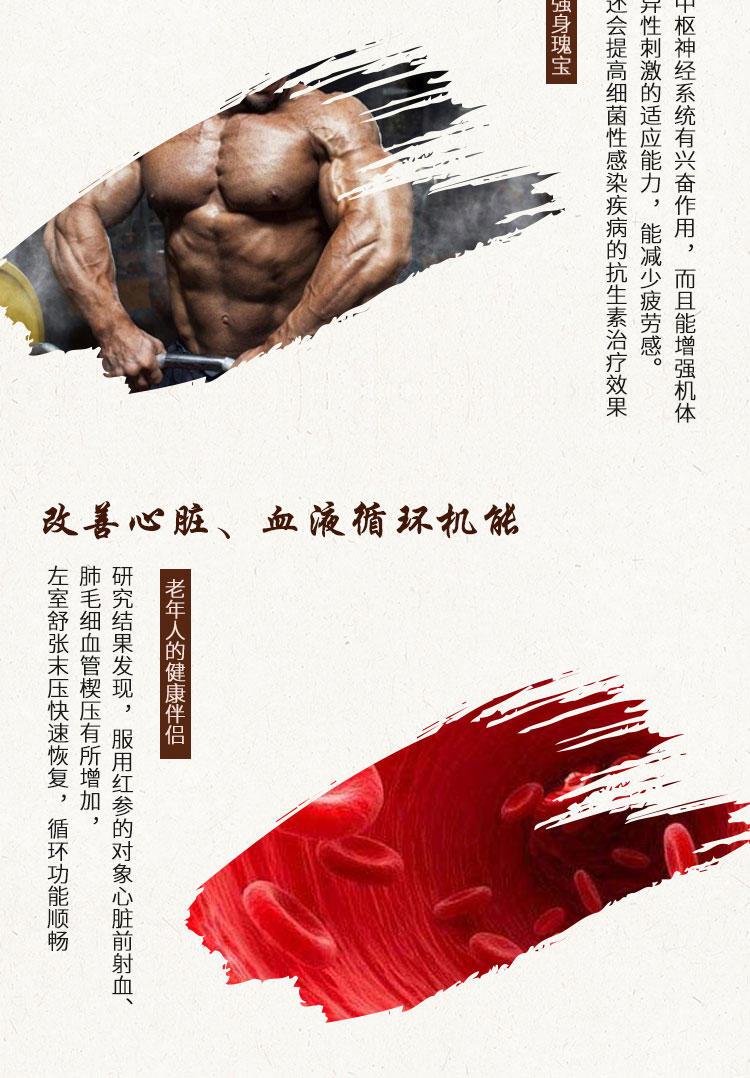 强身瑰宝
中枢神经系统有兴奋作用，而且能增强机体
异性刺激的适应能力，能减少疲劳感。
还会提高细菌性感染疾病的抗生素治疗效果
改善心脏、血液循环机能
老年人的健康伴侣
研究结果发现，服用红参的对象心脏前射血、
肺毛细血管楔压有所增加，
左室舒张末压快速恢复，循环功能顺畅